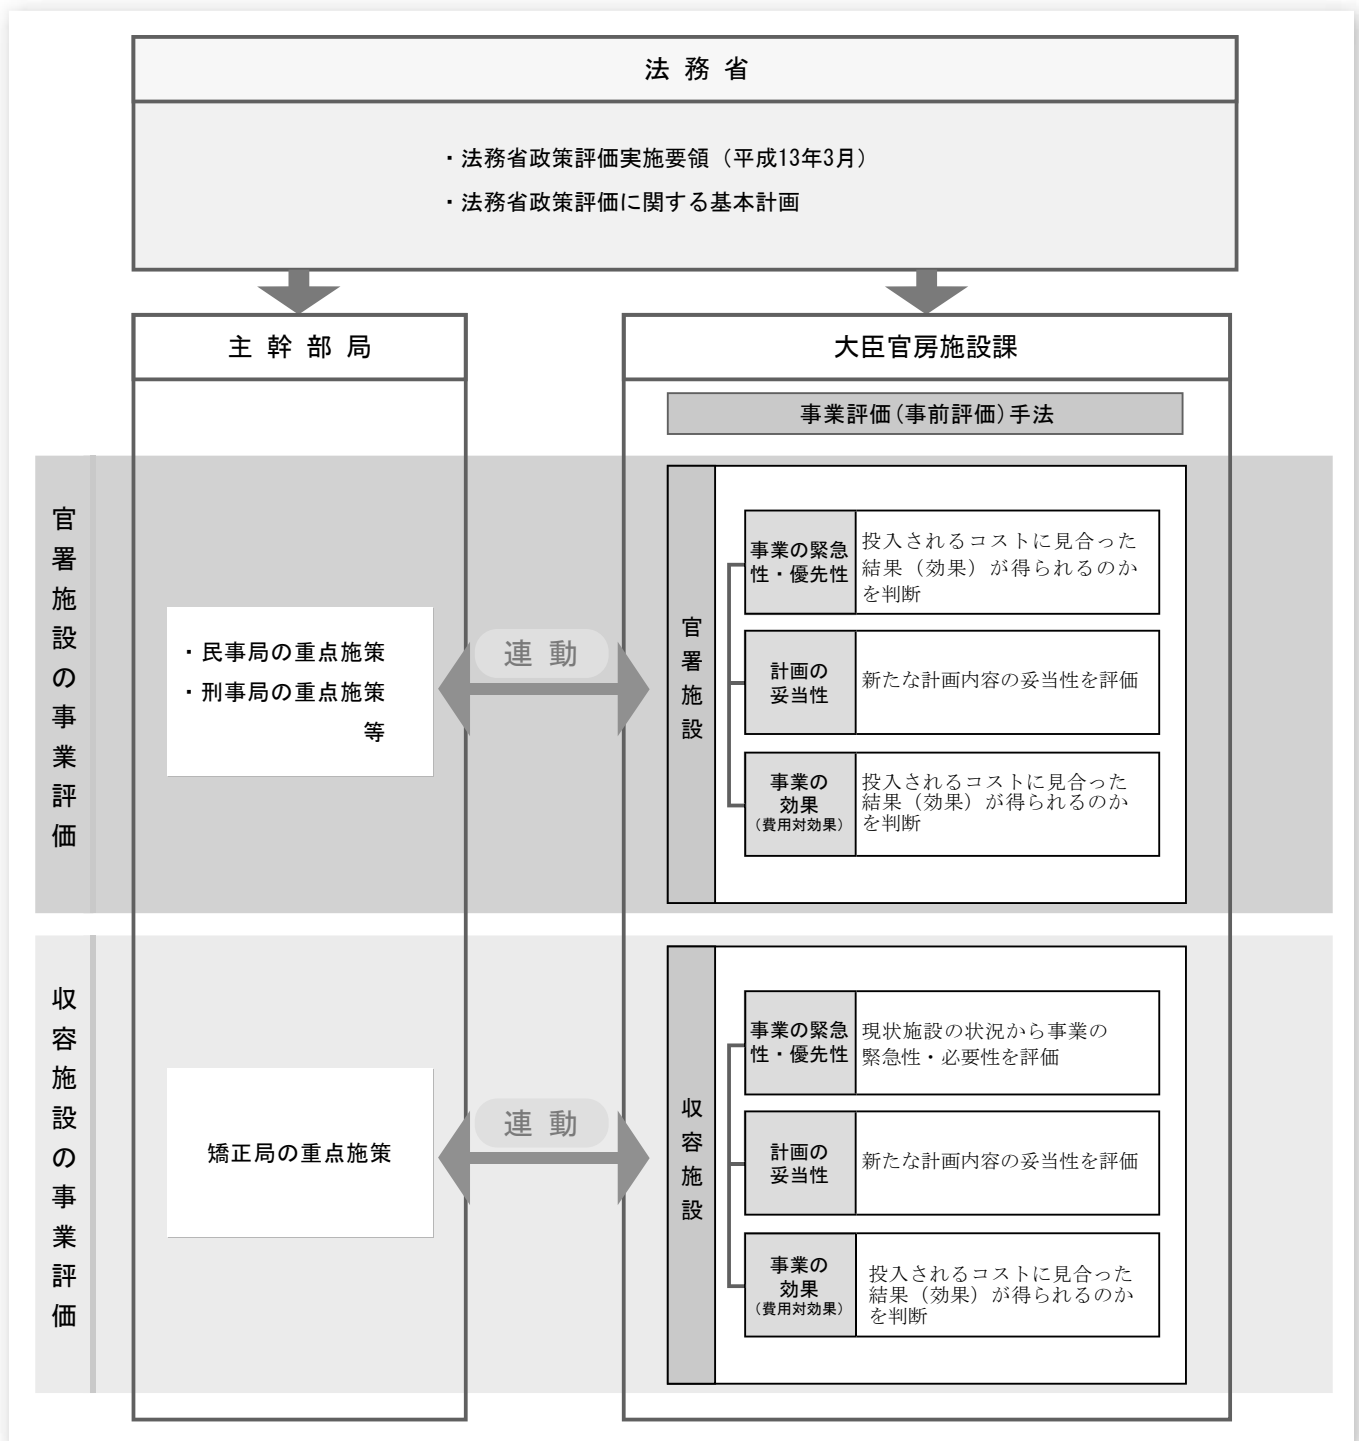 法務省
・法務省政策評価実施要領（平成13年3月）
・法務省政策評価に関する基本計画
主幹部局
大臣官房施設課
事業評価(事前評価)手法
官署施設の事業評価
・民事局の重点施策
・刑事局の重点施策
等
連動
官署施設
事業の緊急
性・優先性
投入されるコストに見合った
結果（効果）が得られるのか
を判断
計画の
妥当性
新たな計画内容の妥当性を評価
事業の
効果
（費用対効果）
投入されるコストに見合った
結果（効果）が得られるのか
を判断
収容施設の事業評価
矯正局の重点施策
連動
収容施設
事業の緊急
性・優先性
現状施設の状況から事業の
緊急性・必要性を評価
計画の
妥当性
新たな計画内容の妥当性を評価
事業の
効果
（費用対効果）
投入されるコストに見合った
結果（効果）が得られるのか
を判断